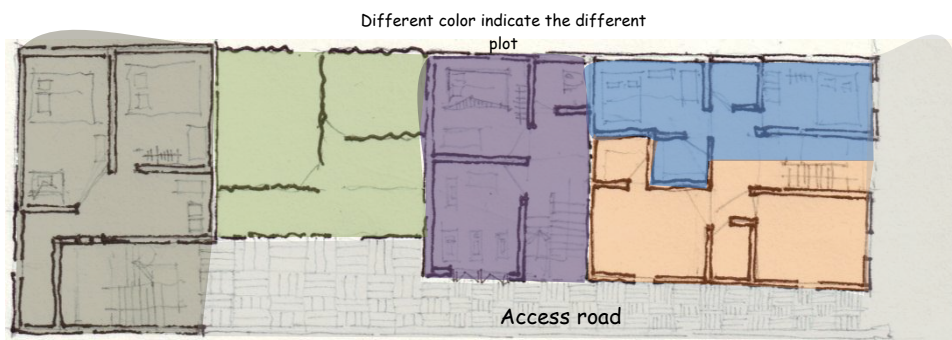 Different color indicate the different
plot
Access road